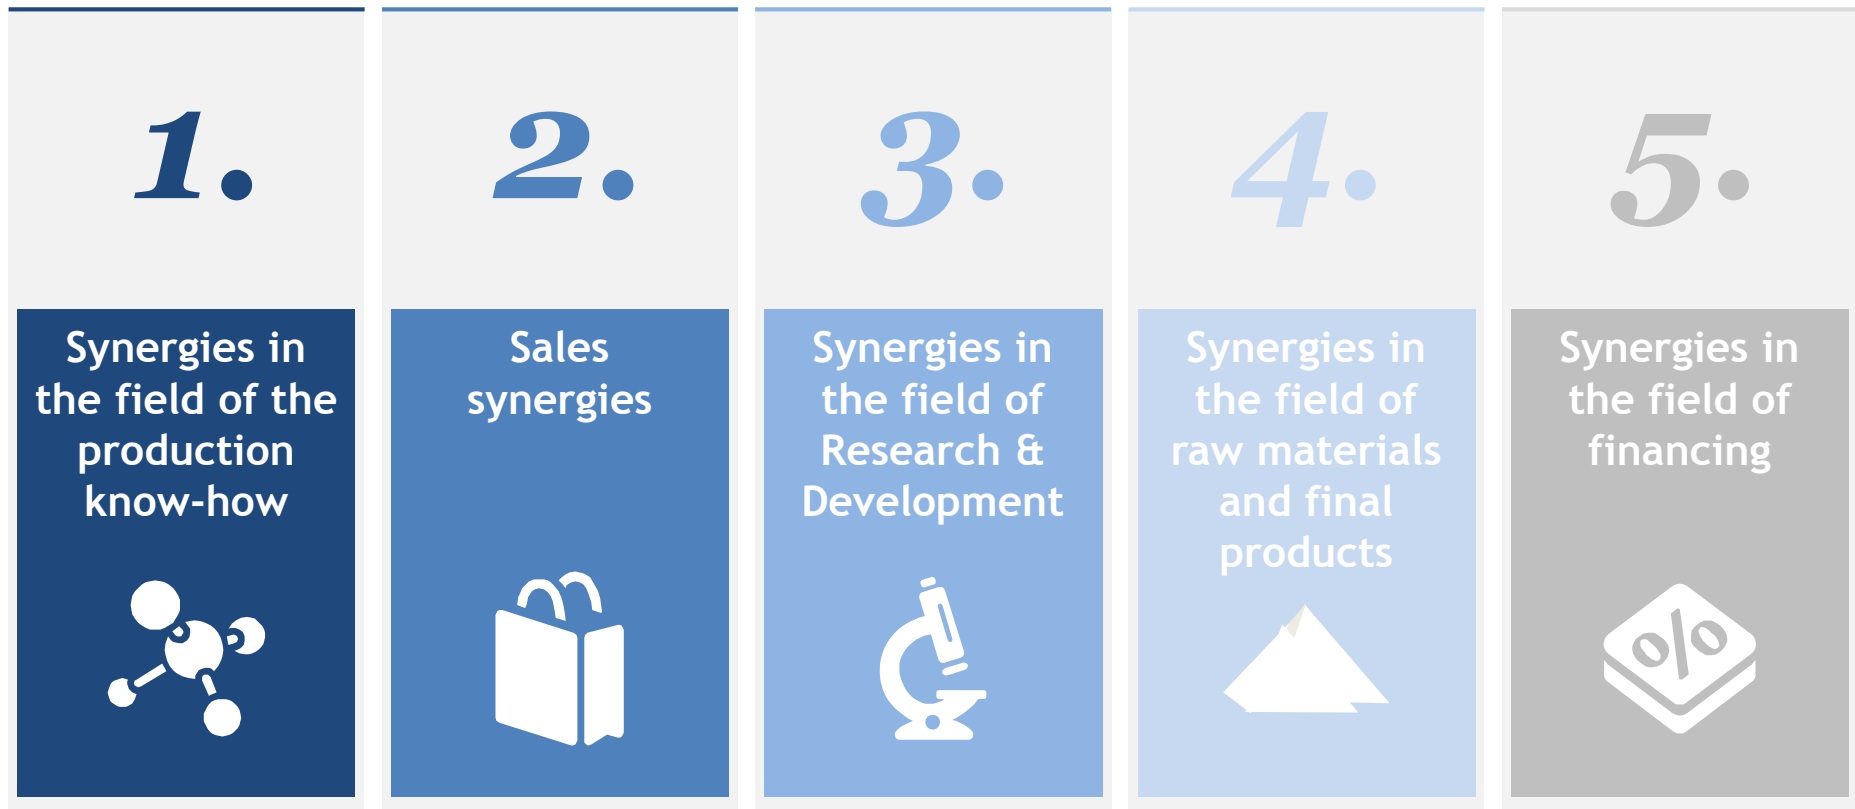 1.
Synergies in
the field of the
production
know-how
2.
Sales
synergies
3.
Synergies in
the field of
Research &
Development
4.
Synergies in
the field of
raw materials
and final
products
5.
Synergies in
the field of
financing
%